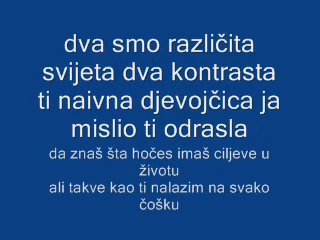 dva smo različita
svijeta dva kontrasta
ti naivna djevojčica ja
mislio ti odrasla
da znaš šta hočes imaš ciljeve u
životu
ali takve kao ti nalazim na svako
čošku